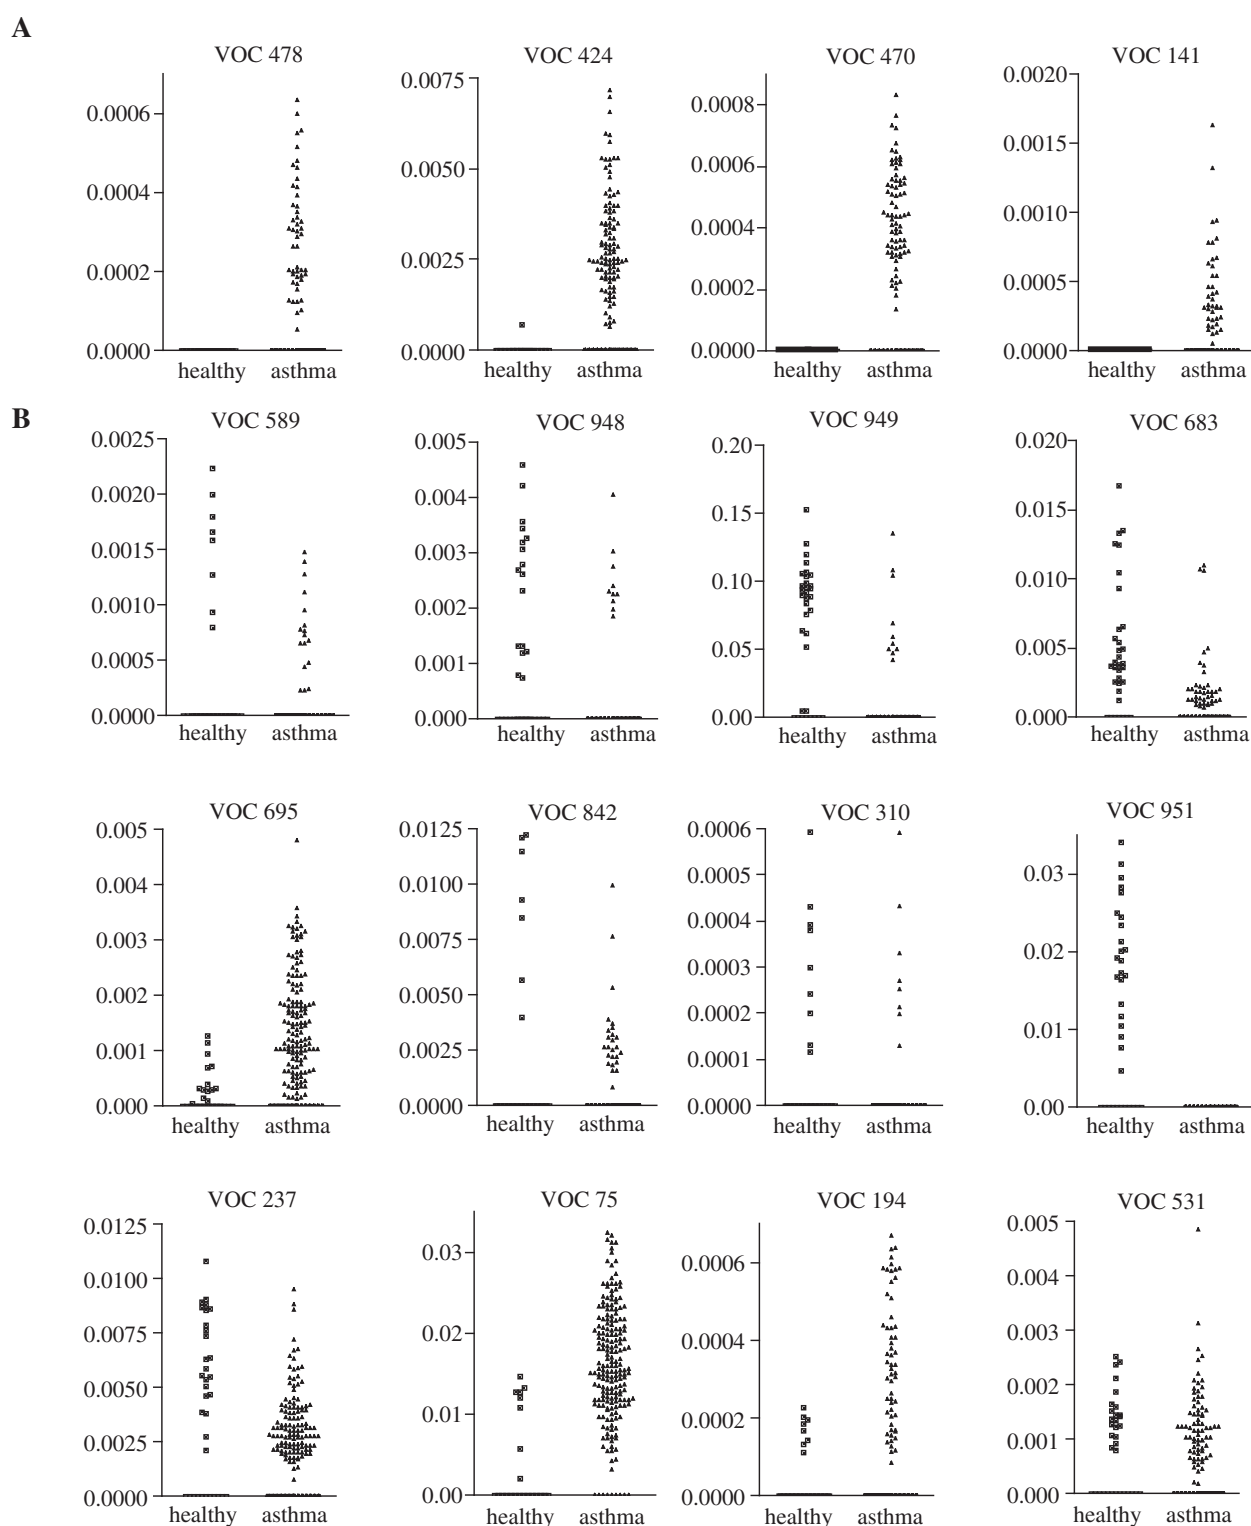 A
VOC 478 VOC 424 VOC 470 VOC 141
0.0006 0.0004 0.0002 0.0000
0.0075 0.0050 0.0025 0.0000
0.0008 0.0006 0.0004 0.0002 0.0000
0.0020 0.0015 0.0010 0.0005 0.0000
healthy asthma healthy asthma healthy asthma healthy asthma
B
VOC 589 VOC 948 VOC 949 VOC 683
0.0025 0.0020 0.0015 0.0010 0.0005 0.0000
0.005 0.004 0.003 0.002 0.001 0.000
0.20 0.15 0.10 0.05 0.00
0.020 0.015 0.010 0.005 0.000
healthy asthma healthy asthma healthy asthma healthy asthma
VOC 695 VOC 842 VOC 310 VOC 951
0.005 0.004 0.003 0.002 0.001 0.000
0.0125 0.0100 0.0075 0.0050 0.0025 0.0000
0.0006 0.0005 0.0004 0.0003 0.0002 0.0001 0.0000
0.03 0.02 0.01 0.00
healthy asthma healthy asthma healthy asthma healthy asthma
VOC 237 VOC 75 VOC 194 VOC 531
0.0125 0.0100 0.0075 0.0050 0.0025 0.0000
0.03 0.02 0.01 0.00
0.0006 0.0004 0.0002 0.0000
0.005 0.004 0.003 0.002 0.001 0.000
healthy asthma healthy asthma healthy asthma healthy asthma